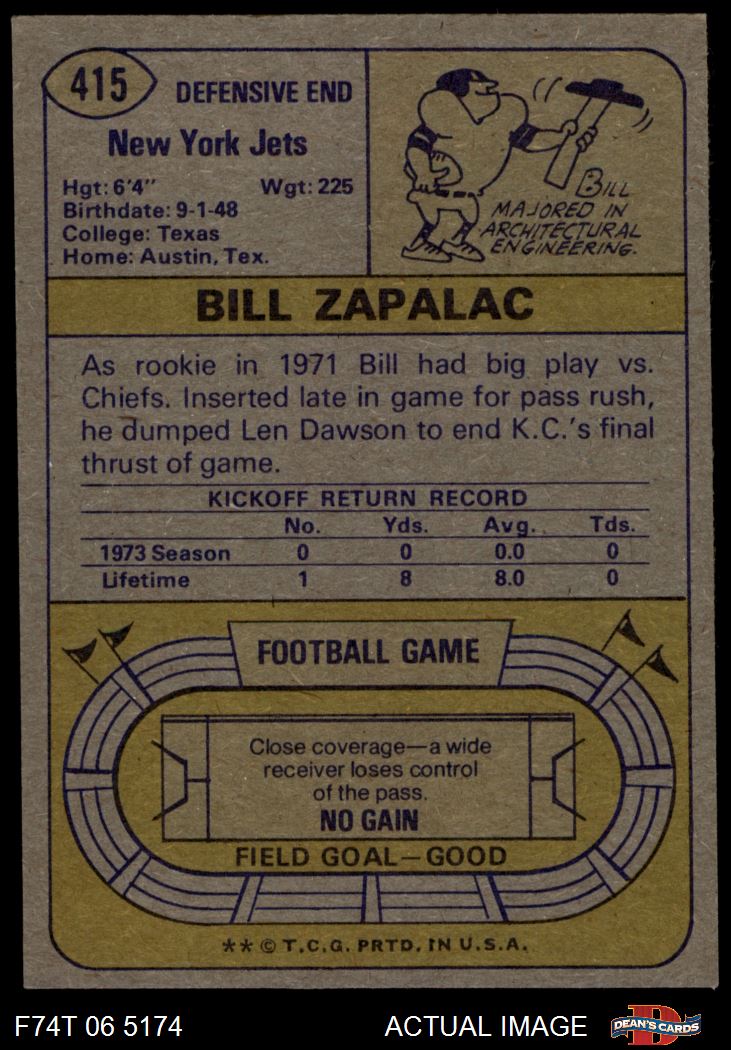 415
DEFENSIVE END
New York Jets
Hgt: 6'4" Wgt: 225
Birthdate: 9-1-48
College: Texas
Home: Austin, Tex.
BILL
MAJORED IN
ARCHITECTURAL
ENGINEERING.
BILL ZAPALAC
As rookie in 1971 Bill had big play vs.
Chiefs. Inserted late in game for pass rush,
he dumped Len Dawson to end K.C.'s final
thrust of game.
KICKOFF RETURN RECORD
No. Yds. Avg. Tds.
1973 Season 0 0 0.0 0
Lifetime 1 8 8.0 0
FOOTBALL GAME
Close coverage—a wide
receiver loses control
of the pass.
NO GAIN
FIELD GOAL—GOOD
** © T.C.G. PRTD. IN U.S.A.
F74T 06 5174 ACTUAL IMAGE
D
DEAN'S CARDS